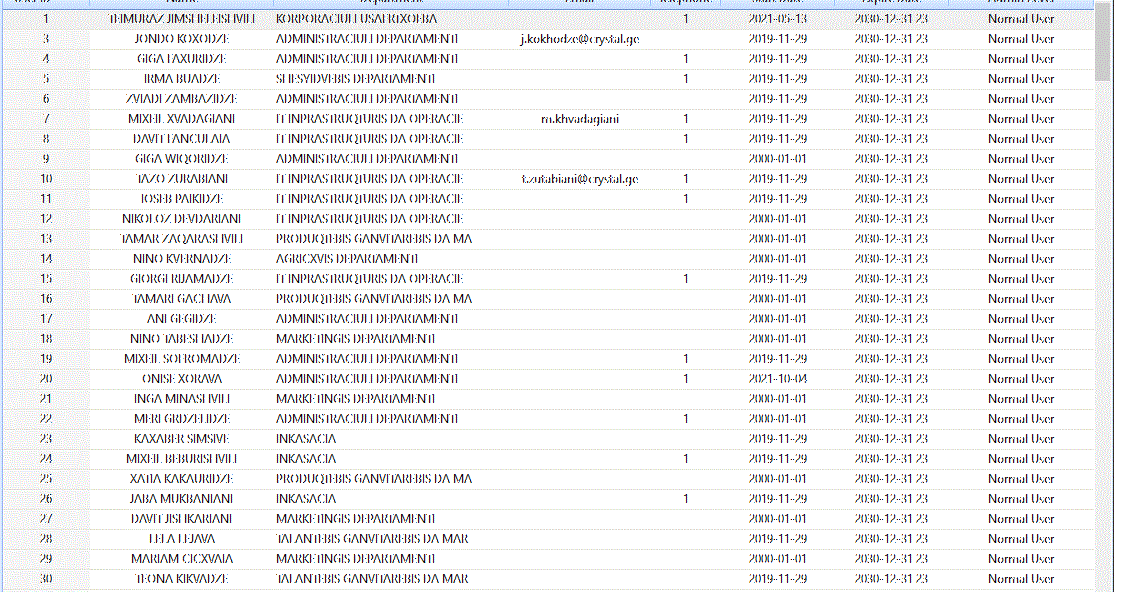 1 TEIMURAZ JIMSHELEISHVILI KORPORACIULI USAFRTXOEBA 1 2021-05-13 2030-12-31 23 Normal User
3 JONDO KOXODZE ADMINISTRACIULI DEPARTAMENTI j.kokhodze@crystal.ge 2019-11-29 2030-12-31 23 Normal User
4 GIGA FAXURIDZE ADMINISTRACIULI DEPARTAMENTI 1 2019-11-29 2030-12-31 23 Normal User
5 IRMA BUADZE SHESYIDVEBIS DEPARTAMENTI 1 2019-11-29 2030-12-31 23 Normal User
6 ZVIADI ZAMBAZIDZE ADMINISTRACIULI DEPARTAMENTI 2019-11-29 2030-12-31 23 Normal User
7 MIXEIL XVADAGIANI IT INPRASTRUQTURIS DA OPERACIE m.khvadagiani 1 2019-11-29 2030-12-31 23 Normal User
8 DAVIT FANCULAIA IT INPRASTRUQTURIS DA OPERACIE 1 2019-11-29 2030-12-31 23 Normal User
9 GIGA WIQORIDZE ADMINISTRACIULI DEPARTAMENTI 2000-01-01 2030-12-31 23 Normal User
10 TAZO ZURABIANI IT INPRASTRUQTURIS DA OPERACIE t.zurabiani@crystal.ge 1 2019-11-29 2030-12-31 23 Normal User
11 IOSEB PAIKIDZE IT INPRASTRUQTURIS DA OPERACIE 1 2019-11-29 2030-12-31 23 Normal User
12 NIKOLOZ DEVDARIANI IT INPRASTRUQTURIS DA OPERACIE 2000-01-01 2030-12-31 23 Normal User
13 TAMAR ZAQARASHVILI PRODUQTEBIS GANVITAREBIS DA MA 2000-01-01 2030-12-31 23 Normal User
14 NINO KVERNADZE AGRICXVIS DEPARTAMENTI 2000-01-01 2030-12-31 23 Normal User
15 GIORGI RIJAMADZE IT INPRASTRUQTURIS DA OPERACIE 1 2019-11-29 2030-12-31 23 Normal User
16 TAMARI GACHAVA PRODUQTEBIS GANVITAREBIS DA MA 2000-01-01 2030-12-31 23 Normal User
17 ANI GEGIDZE ADMINISTRACIULI DEPARTAMENTI 2000-01-01 2030-12-31 23 Normal User
18 NINO TABESHADZE MARKETINGIS DEPARTAMENTI 2000-01-01 2030-12-31 23 Normal User
19 MIXEIL SOFROMADZE ADMINISTRACIULI DEPARTAMENTI 1 2019-11-29 2030-12-31 23 Normal User
20 ONISE XORAVA ADMINISTRACIULI DEPARTAMENTI 1 2021-10-04 2030-12-31 23 Normal User
21 INGA MINASHVILI MARKETINGIS DEPARTAMENTI 2000-01-01 2030-12-31 23 Normal User
22 MERI GRDZELIDZE ADMINISTRACIULI DEPARTAMENTI 1 2019-11-29 2030-12-31 23 Normal User
23 KAXABER SIMSIVE INKASACIA 2019-11-29 2030-12-31 23 Normal User
24 MIXEIL BEBURISHVILI INKASACIA 1 2019-11-29 2030-12-31 23 Normal User
25 XATIA KAKAURIDZE PRODUQTEBIS GANVITAREBIS DA MA 2000-01-01 2030-12-31 23 Normal User
26 JABA MUKBANIANI INKASACIA 1 2019-11-29 2030-12-31 23 Normal User
27 DAVIT JISHKARIANI MARKETINGIS DEPARTAMENTI 2000-01-01 2030-12-31 23 Normal User
28 LELA LEJAVA TALANTEBIS GANVITAREBIS DA MAR 2019-11-29 2030-12-31 23 Normal User
29 MARIAM CICXVAIA MARKETINGIS DEPARTAMENTI 2000-01-01 2030-12-31 23 Normal User
30 TEONA KIKVADZE TALANTEBIS GANVITAREBIS DA MAR 2019-11-29 2030-12-31 23 Normal User